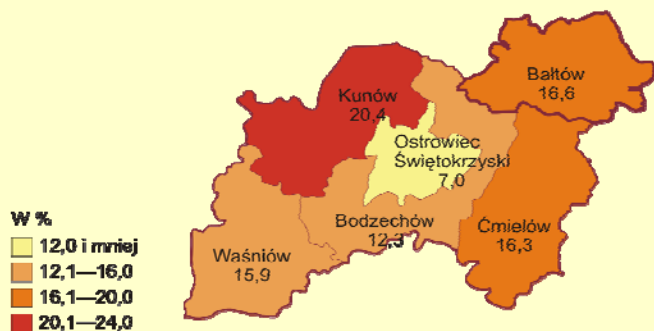 Bałtów
16,6
Kunów
20,4
Ostrowiec
Świętokrzyski
7,0
Bodzechów
12,3
Ćmielów
16,3
Waśniów
15,9
W %
12,0 i mniej
12,1—16,0
16,1—20,0
20,1—24,0